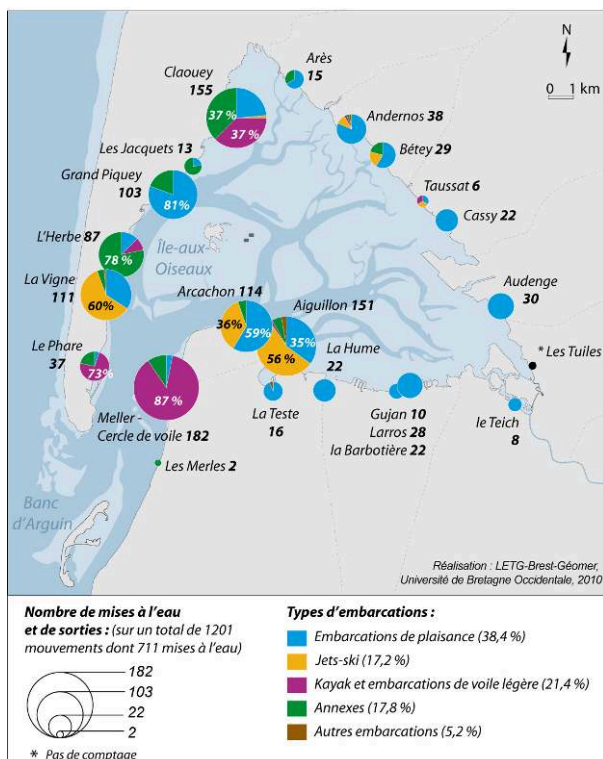 N
0 1 km
Claouey
155
37 %
37 %
Arès
15
Andernos 38
Bétey 29
Taussat 6
Cassy 22
Les Jacquets 13
Grand Piquey
103
81%
L'Herbe 87
78 %
Île-aux-
Oiseaux
La Vigne
111
60%
Arcachon 114
36%
59%
Aiguillon 151
35%
56 %
Audenge
30
* Les Tuiles
Le Phare
37
73%
La Hume
22
87 %
Meller -
Cercle de voile 182
La Teste
16
Gujan 10
Larros 28
la Barbotière 22
le Teich
8
Les Merles 2
Banc
d'Arguin
Réalisation : LETG-Brest-Géomer,
Université de Bretagne Occidentale, 2010
Nombre de mises à l'eau
et de sorties : (sur un total de 1201
mouvements dont 711 mises à l'eau)
182
103
22
2
* Pas de comptage
Types d'embarcations :
Embarcations de plaisance (38,4 %)
Jets-ski (17,2 %)
Kayak et embarcations de voile légère (21,4 %)
Annexes (17,8 %)
Autres embarcations (5,2 %)